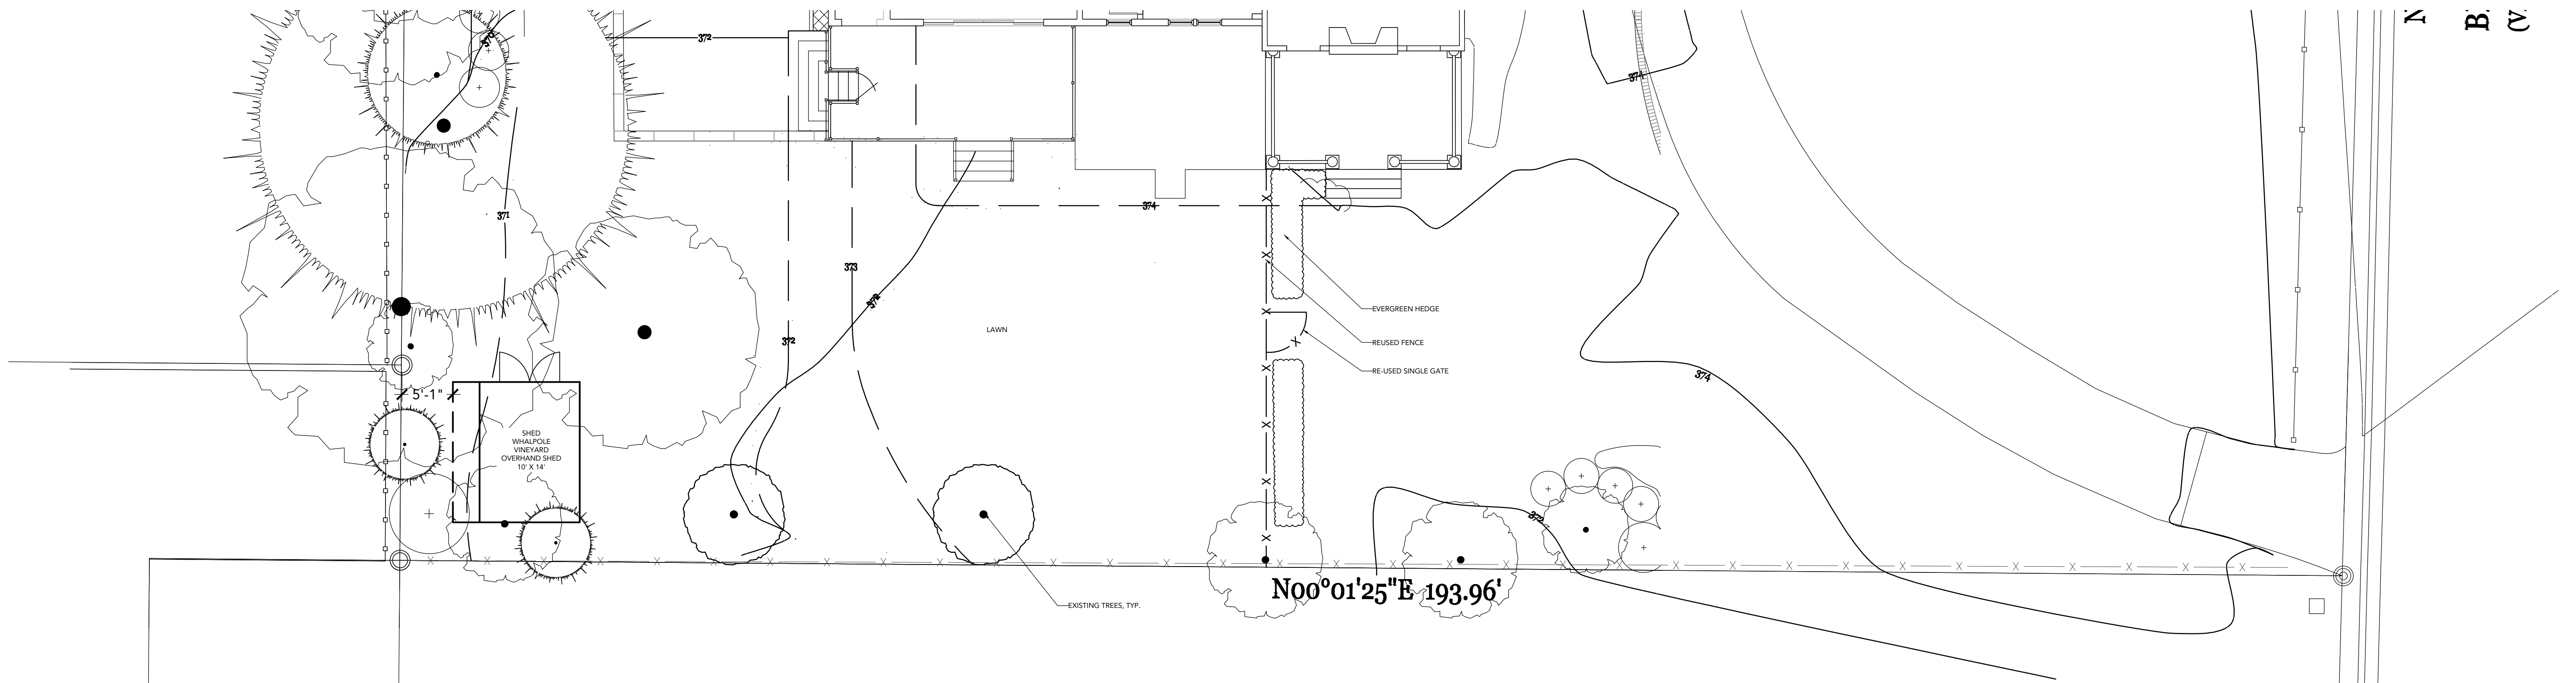 N
B
(V
372
374
371
374
373
372
372
LAWN
EVERGREEN HEDGE
REUSED FENCE
RE-USED SINGLE GATE
374
5'-1"
SHED
WHALPOLE
VINEYARD
OVERHAND SHED
10' X 14'
372
N00°01'25"E 193.96'
EXISTING TREES, TYP.